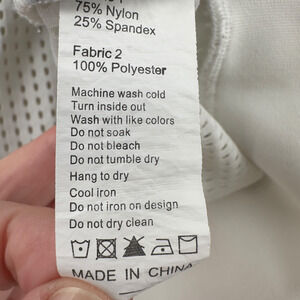 75% Nylon
25% Spandex
Fabric 2
100% Polyester
Machine wash cold
Turn inside out
Wash with like colors
Do not soak
Do not bleach
Do not tumble dry
Hang to dry
Cool iron
Do not iron on design
Do not dry clean
MADE IN CHINA